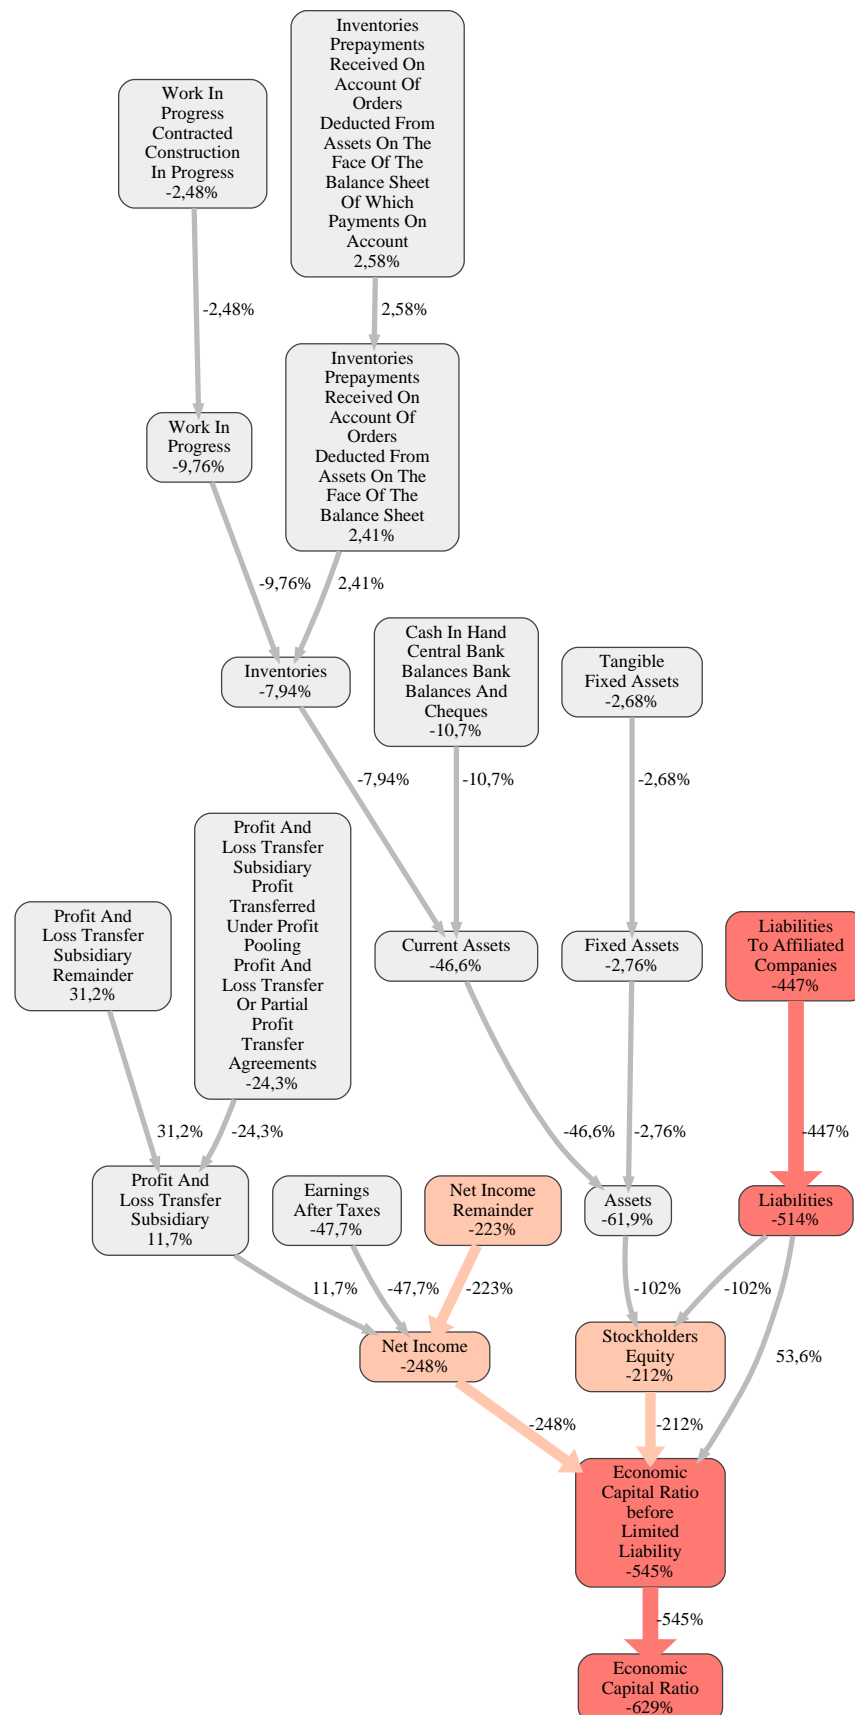 Inventories
Prepayments
Received On
Account Of
Orders
Deducted From
Assets On The
Face Of The
Balance Sheet
Of Which
Payments On
Account
2,58%
Work In
Progress
Contracted
Construction
In Progress
-2,48%
-2,48%
2,58%
Inventories
Prepayments
Received On
Account Of
Orders
Deducted From
Assets On The
Face Of The
Balance Sheet
2,41%
Work In
Progress
-9,76%
-9,76%
2,41%
Cash In Hand
Central Bank
Balances Bank
Balances And
Cheques
-10,7%
Tangible
Fixed Assets
-2,68%
Inventories
-7,94%
-7,94%
-10,7%
-2,68%
Profit And
Loss Transfer
Subsidiary
Profit
Transferred
Under Profit
Pooling
Profit And
Loss Transfer
Or Partial
Profit
Transfer
Agreements
-24,3%
Profit And
Loss Transfer
Subsidiary
Remainder
31,2%
Current Assets
-46,6%
Fixed Assets
-2,76%
Liabilities
To Affiliated
Companies
-447%
31,2%
-24,3%
-46,6%
-2,76%
-447%
Profit And
Loss Transfer
Subsidiary
11,7%
Earnings
After Taxes
-47,7%
Net Income
Remainder
-223%
Assets
-61,9%
Liabilities
-514%
11,7%
-47,7%
-223%
-102%
-102%
Net Income
-248%
Stockholders
Equity
-212%
53,6%
-248%
-212%
Economic
Capital Ratio
before
Limited
Liability
-545%
-545%
Economic
Capital Ratio
-629%